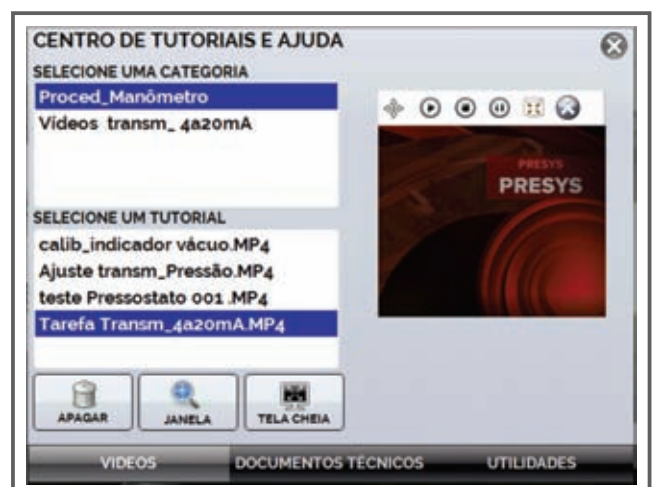 CENTRO DE TUTORIAIS E AJUDA
SELECIONE UMA CATEGORIA
Proced_Manômetro
Vídeos transm_ 4a20mA
SELECIONE UM TUTORIAL
calib_indicador vácuo.MP4
Ajuste transm_Pressão.MP4
teste Pressostato 001 .MP4
Tarefa Transm_4a20mA.MP4
PRESYS
PRESYS
APAGAR
JANELA
TELA CHEIA
VIDEOS
DOCUMENTOS TÉCNICOS
UTILIDADES